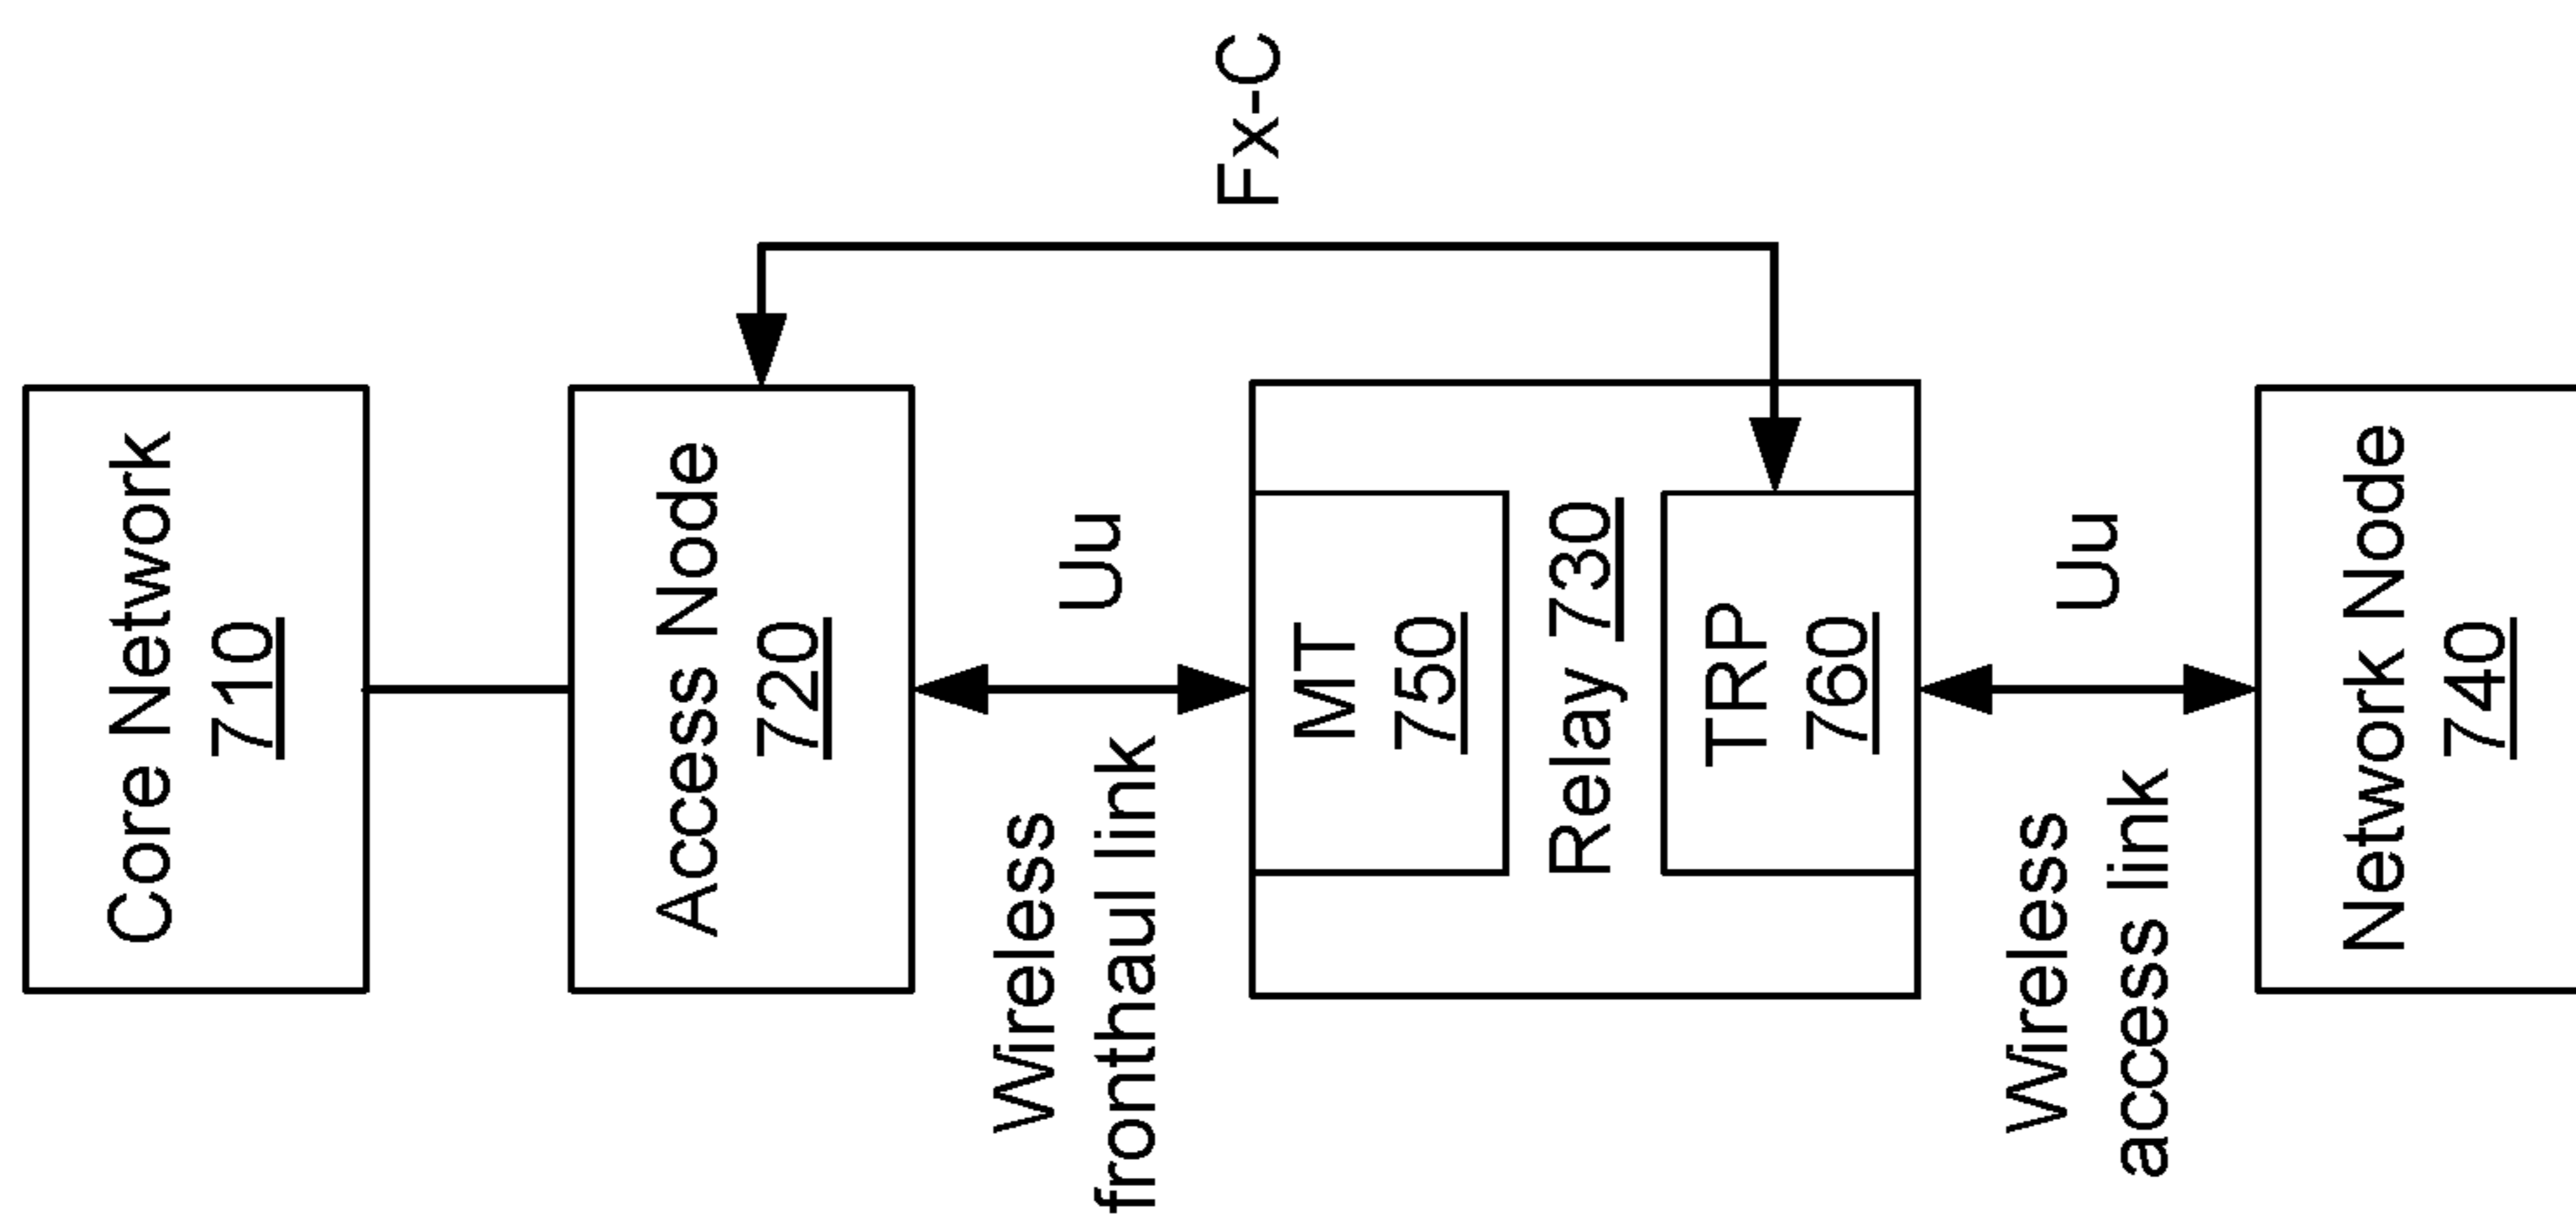 Core Network
710
Access Node
720
Wireless
fronthaul link
Uu
Fx-C
MT
750
Relay 730
TRP
760
Wireless
access link
Uu
Network Node
740